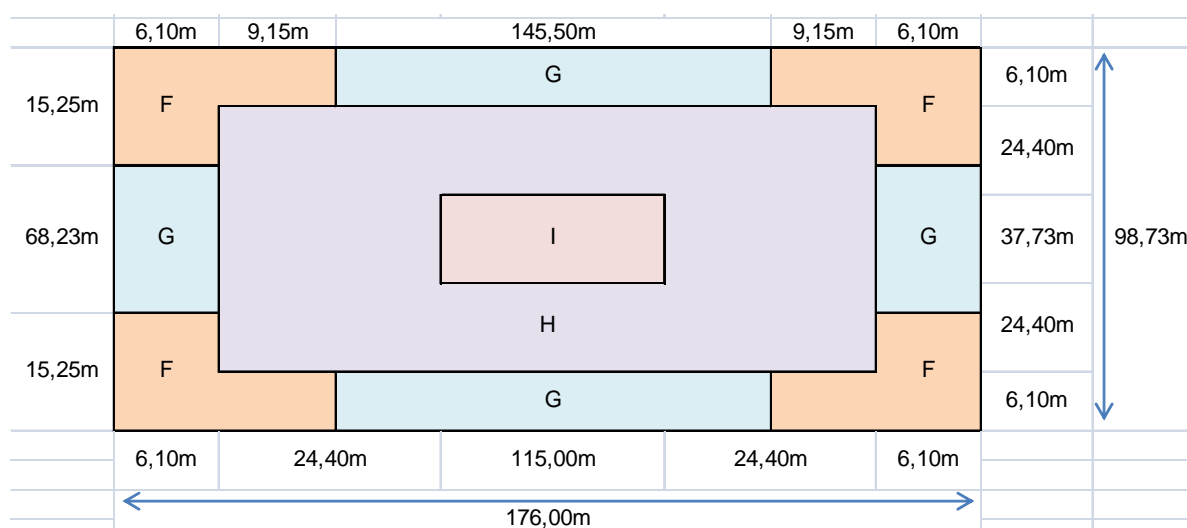 6,10m 9,15m 145,50m 9,15m 6,10m
G 6,10m
15,25m F F
24,40m 98,73m
68,23m G I G 37,73m
H 24,40m
15,25m F F
G 6,10m
6,10m 24,40m 115,00m 24,40m 6,10m
176,00m